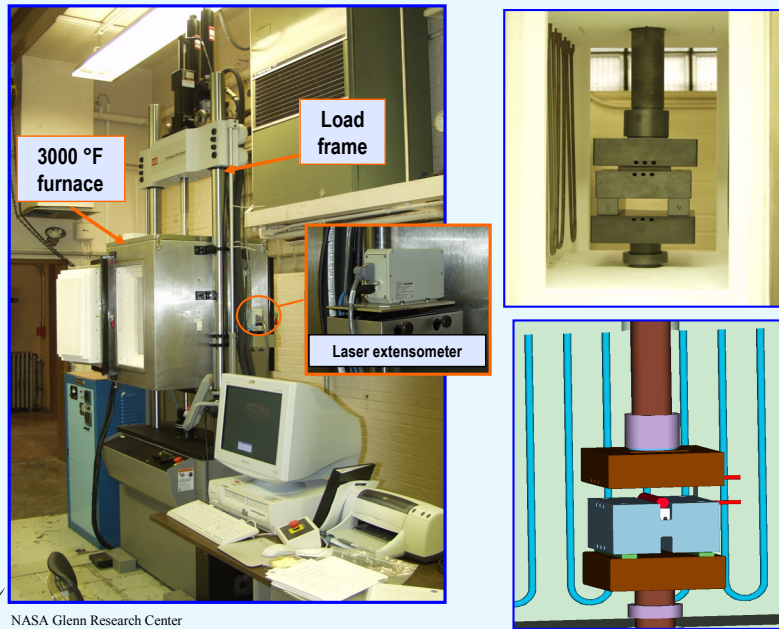 3000 °F
furnace
Load
frame
Laser extensometer
NASA Glenn Research Center